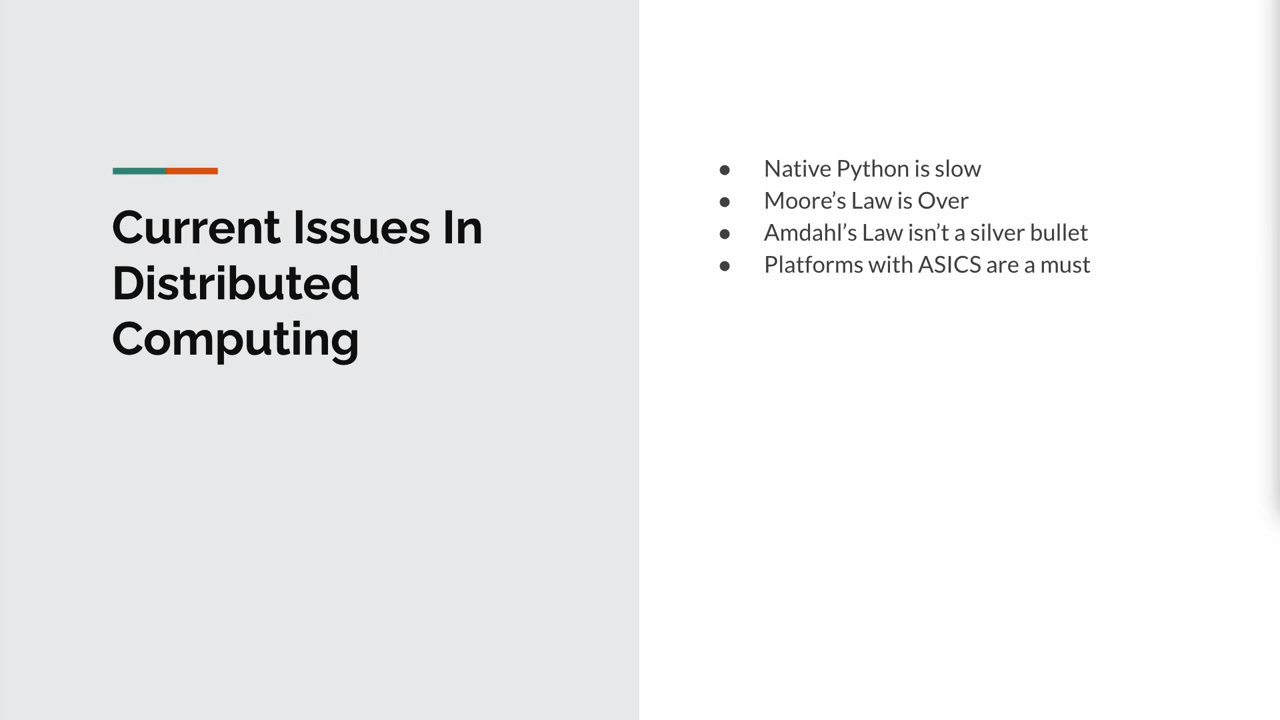 Current Issues In
Distributed
Computing
● Native Python is slow
● Moore’s Law is Over
● Amdahl’s Law isn’t a silver bullet
● Platforms with ASICS are a must